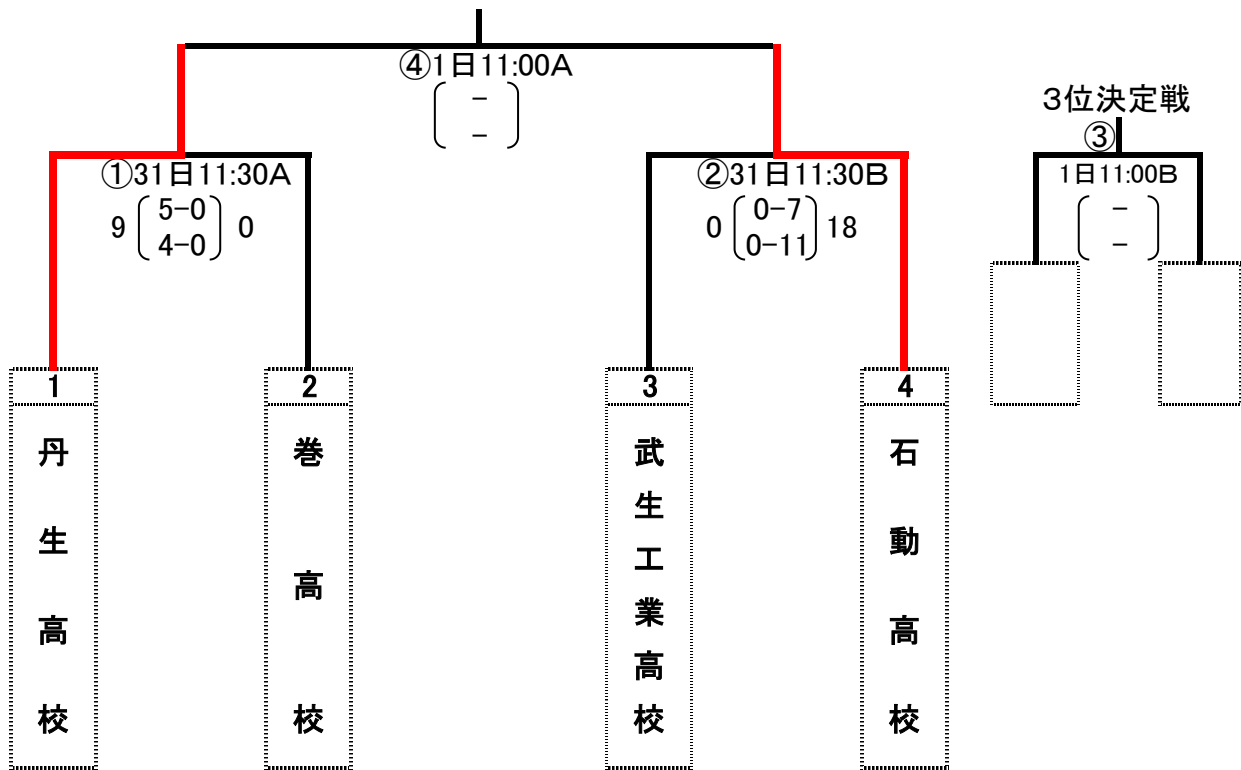 ④1日11:00A
-
-
3位決定戦
③
1日11:00B
-
-
①31日11:30A
9 5-0 0
4-0
②31日11:30B
0 0-7 18
0-11
1
丹生高校
2
巻高校
3
武生工業高校
4
石動高校